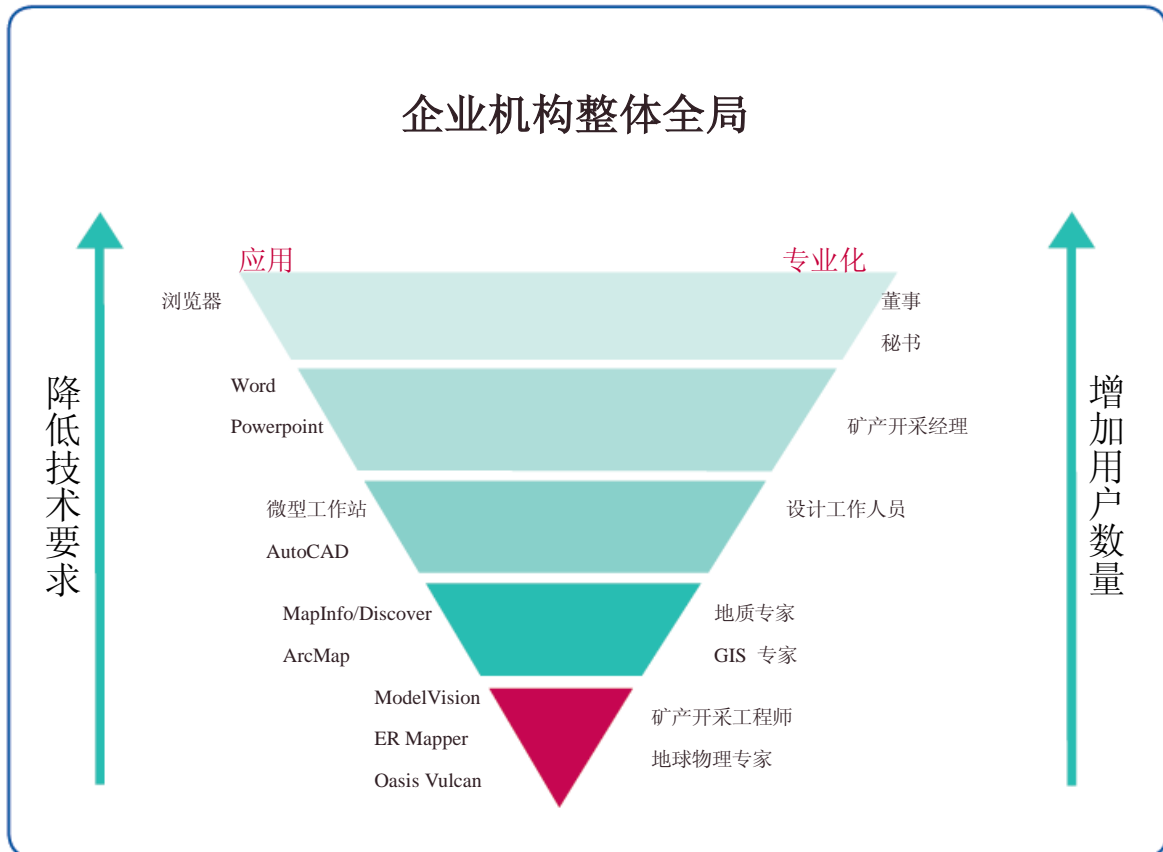 企业机构整体全局
应用
专业化
浏览器
董事
秘书
Word
Powerpoint
矿产开采经理
微型工作站
设计工作人员
AutoCAD
MapInfo/Discover
地质专家
ArcMap
GIS 专家
ModelVision
矿产开采工程师
ER Mapper
地球物理专家
Oasis Vulcan
降低技术要求
增加用户数量